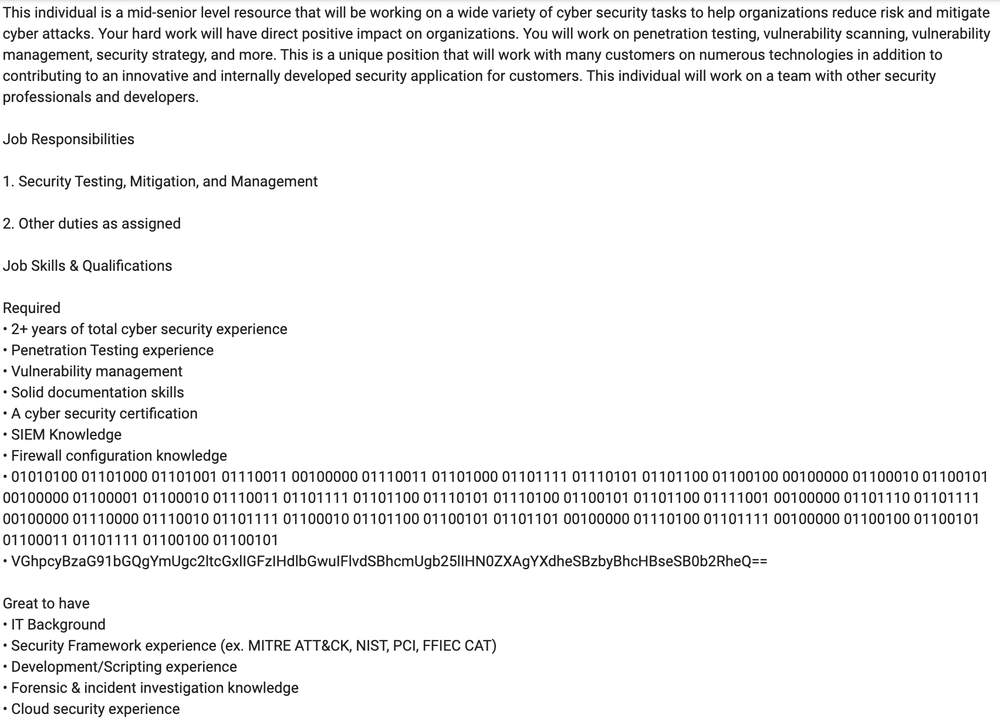 This individual is a mid-senior level resource that will be working on a wide variety of cyber security tasks to help organizations reduce risk and mitigate
cyber attacks. Your hard work will have direct positive impact on organizations. You will work on penetration testing, vulnerability scanning, vulnerability
management, security strategy, and more. This is a unique position that will work with many customers on numerous technologies in addition to
contributing to an innovative and internally developed security application for customers. This individual will work on a team with other security
professionals and developers.
Job Responsibilities
1. Security Testing, Mitigation, and Management
2. Other duties as assigned
Job Skills & Qualifications
Required
• 2+ years of total cyber security experience
• Penetration Testing experience
• Vulnerability management
• Solid documentation skills
• A cyber security certification
• SIEM Knowledge
• Firewall configuration knowledge
• 01010100 01101000 01101001 01110011 00100000 01110011 01101000 01101111 01110101 01101100 01100100 00100000 01100010 01100101
00100000 01100001 01100010 01110011 01101111 01101100 01110101 01110100 01100101 01101100 01111001 00100000 01101110 01101111
00100000 01110000 01110010 01101111 01100010 01101100 01100101 01101101 00100000 01110100 01101111 00100000 01100100 01100101
01100011 01101111 01100100 01100101
• VGhpcyBzaG91bGQgYmUgc2ltcGxlIGFzIHdlbGwuIFlvdSBhcmUgb25lIHN0ZXAgYXdheSBzbyBhcHBseSB0b2RheQ==
Great to have
• IT Background
• Security Framework experience (ex. MITRE ATT&CK, NIST, PCI, FFIEC CAT)
• Development/Scripting experience
• Forensic & incident investigation knowledge
• Cloud security experience